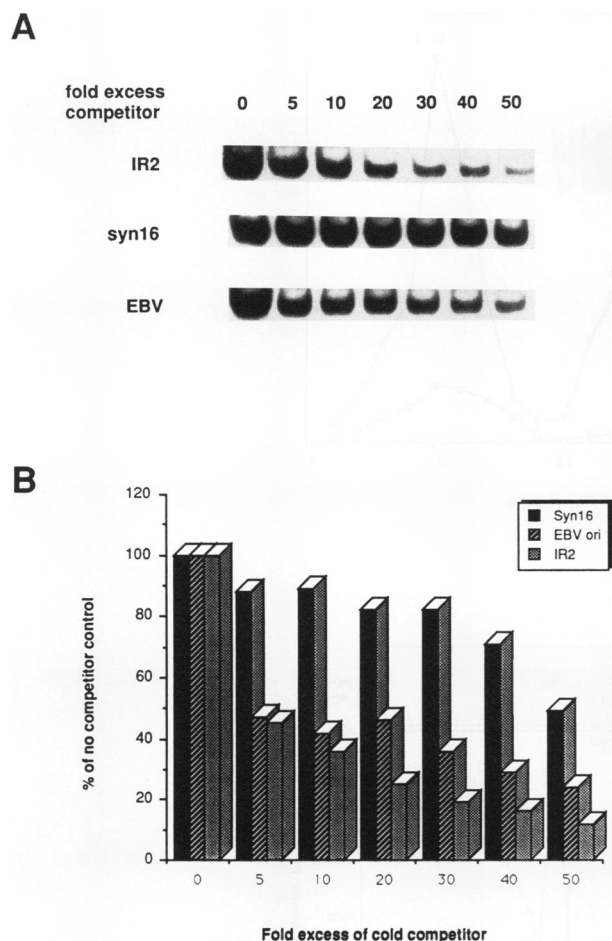 A
fold excess competitor 0 5 10 20 30 40 50
IR2
syn16
EBV
B
120
100
80
60
40
20
0
% of no competitor control
Syn16
EBV ori
IR2
0 5 10 20 30 40 50
Fold excess of cold competitor